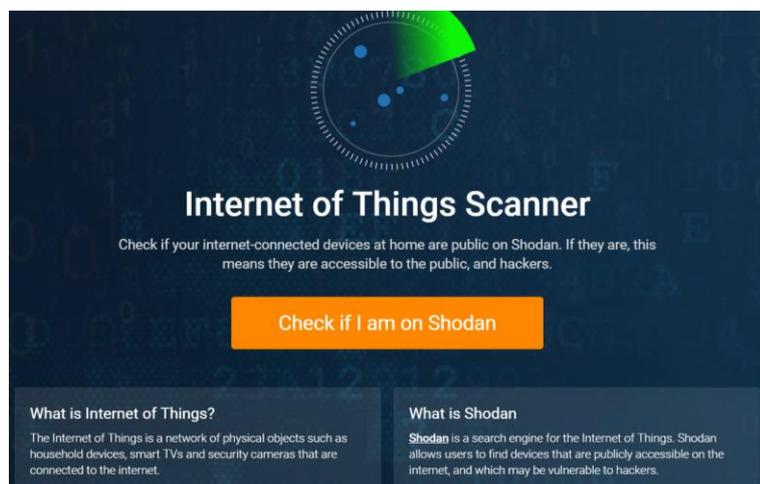 Internet of Things Scanner
Check if your internet-connected devices at home are public on Shodan. If they are, this
means they are accessible to the public, and hackers.
Check if I am on Shodan
What is Internet of Things?
The Internet of Things is a network of physical objects such as
household devices, smart TVs and security cameras that are
connected to the internet.
What is Shodan
Shodan is a search engine for the Internet of Things. Shodan
allows users to find devices that are publicly accessible on the
internet, and which may be vulnerable to hackers.